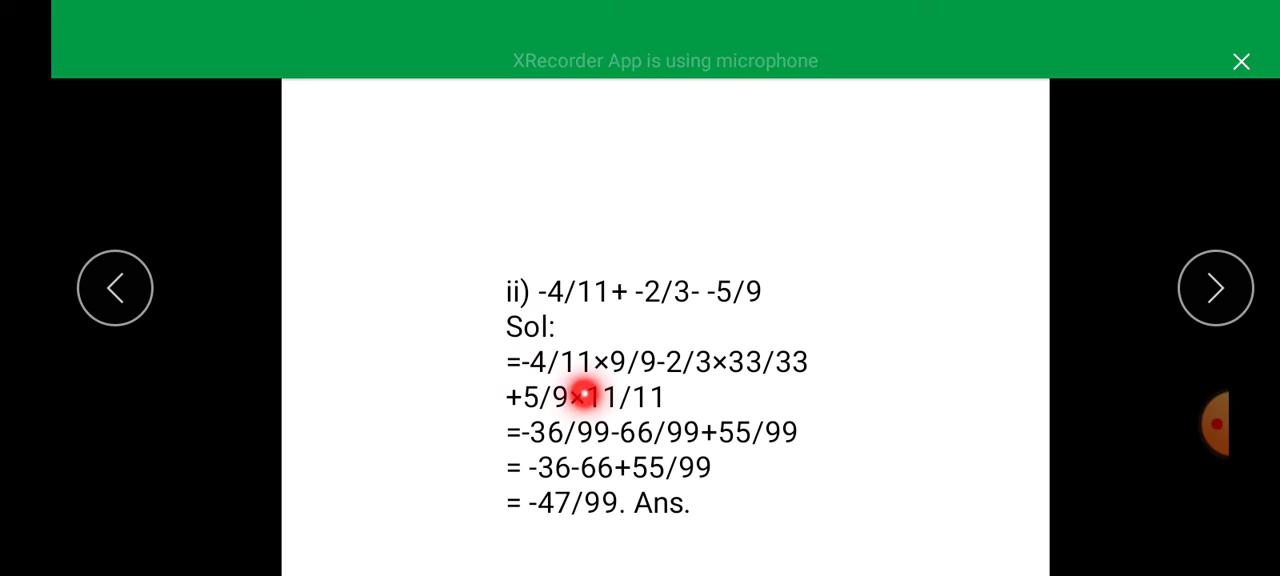 XRecorder App is using microphone
ii) -4/11+ -2/3- -5/9
Sol:
=-4/11×9/9-2/3×33/33
+5/9×11/11
=-36/99-66/99+55/99
= -36-66+55/99
= -47/99. Ans.